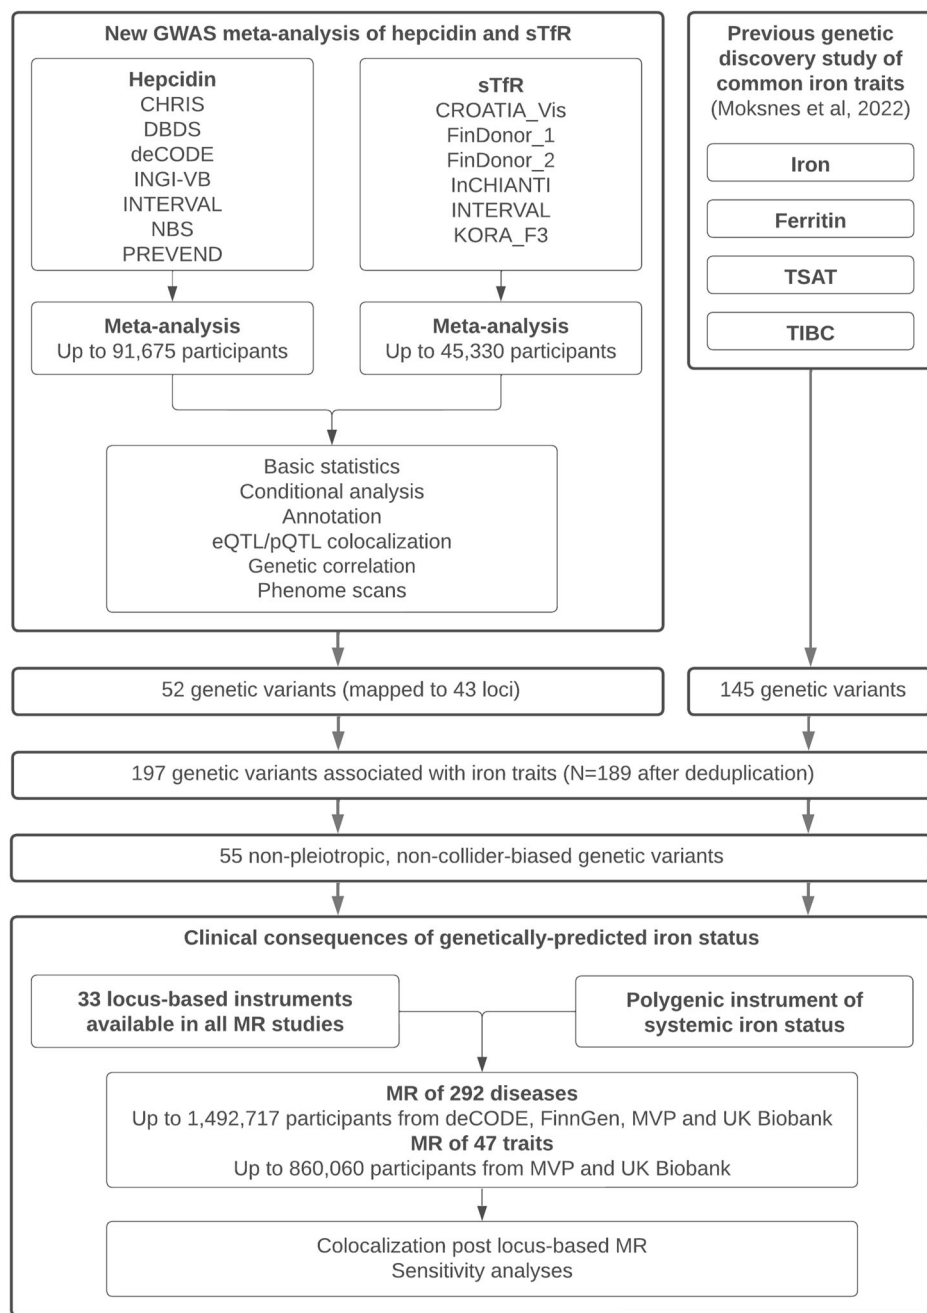 New GWAS meta-analysis of hepcidin and sTfR
Hepcidin
CHRIS
DBDS
deCODE
INGI-VB
INTERVAL
NBS
PREVEND
sTfR
CROATIA_Vis
FinDonor_1
FinDonor_2
InCHIANTI
INTERVAL
KORA_F3
Meta-analysis
Up to 91,675 participants
Meta-analysis
Up to 45,330 participants
Basic statistics
Conditional analysis
Annotation
eQTL/pQTL colocalization
Genetic correlation
Phenome scans
Previous genetic
discovery study of
common iron traits
(Moksnes et al, 2022)
Iron
Ferritin
TSAT
TIBC
52 genetic variants (mapped to 43 loci)
145 genetic variants
197 genetic variants associated with iron traits (N=189 after deduplication)
55 non-pleiotropic, non-collider-biased genetic variants
Clinical consequences of genetically-predicted iron status
33 locus-based instruments
available in all MR studies
Polygenic instrument of
systemic iron status
MR of 292 diseases
Up to 1,492,717 participants from deCODE, FinnGen, MVP and UK Biobank
MR of 47 traits
Up to 860,060 participants from MVP and UK Biobank
Colocalization post locus-based MR
Sensitivity analyses